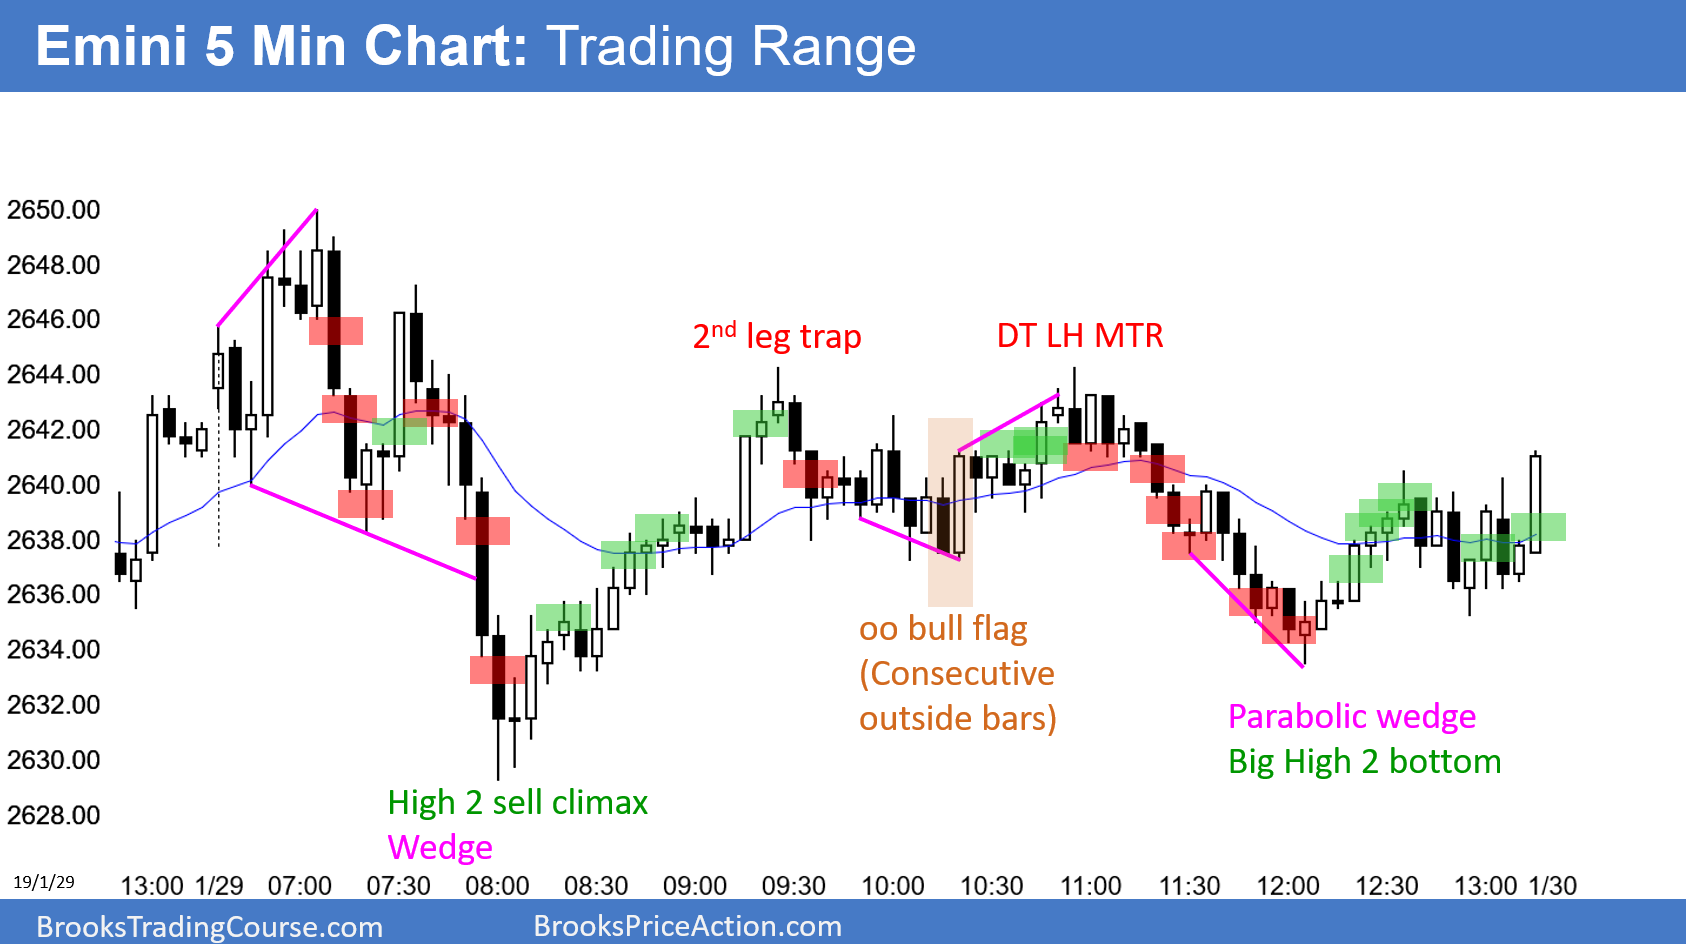 Emini 5 Min Chart: Trading Range
2650.00
2648.00
2646.00
2644.00
2642.00
2640.00
2638.00
2636.00
2634.00
2632.00
2630.00
2628.00
2nd leg trap
DT LH MTR
oo bull flag
(Consecutive
outside bars)
Parabolic wedge
Big High 2 bottom
High 2 sell climax
Wedge
19/1/29
13:00 1/29 07:00 07:30 08:00 08:30 09:00 09:30 10:00 10:30 11:00 11:30 12:00 12:30 13:00 1/30
BrooksTradingCourse.com BrooksPriceAction.com